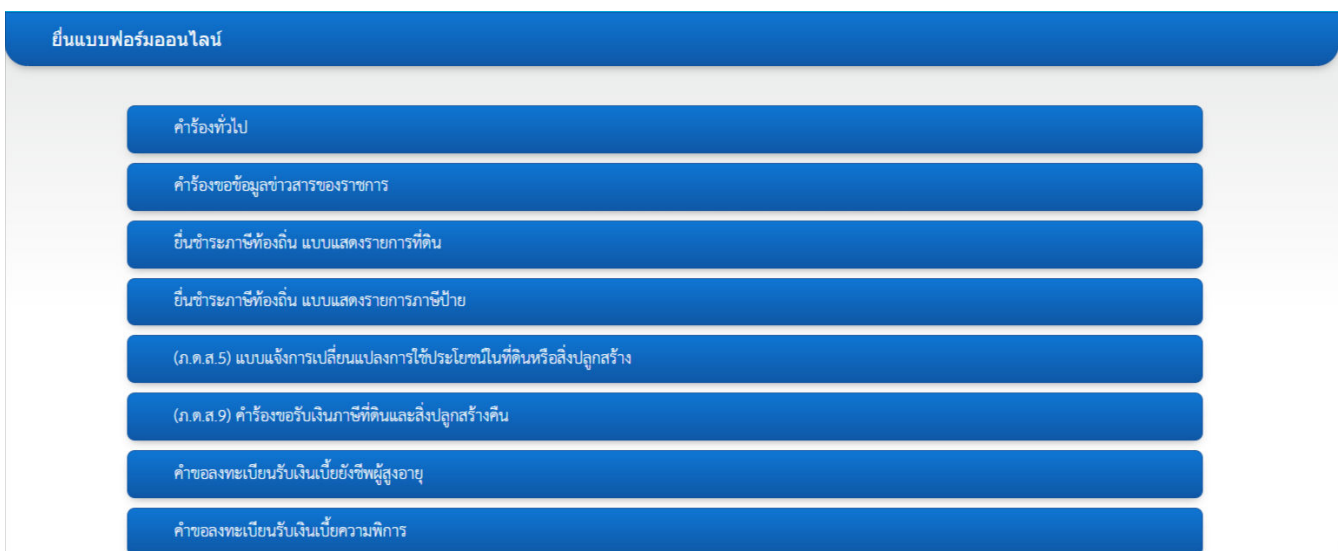 ยื่นแบบฟอร์มออนไลน์
คำร้องทั่วไป
คำร้องขอข้อมูลข่าวสารของราชการ
ยื่นชำระภาษีท้องถิ่น แบบแสดงรายการที่ดิน
ยื่นชำระภาษีท้องถิ่น แบบแสดงรายการภาษีป้าย
(ภ.ด.ส.5) แบบแจ้งการเปลี่ยนแปลงการใช้ประโยชน์ในที่ดินหรือสิ่งปลูกสร้าง
(ภ.ด.ส.9) คำร้องขอรับเงินภาษีที่ดินและสิ่งปลูกสร้างคืน
คำขอลงทะเบียนรับเงินเบี้ยยังชีพผู้สูงอายุ
คำขอลงทะเบียนรับเงินเบี้ยความพิการ